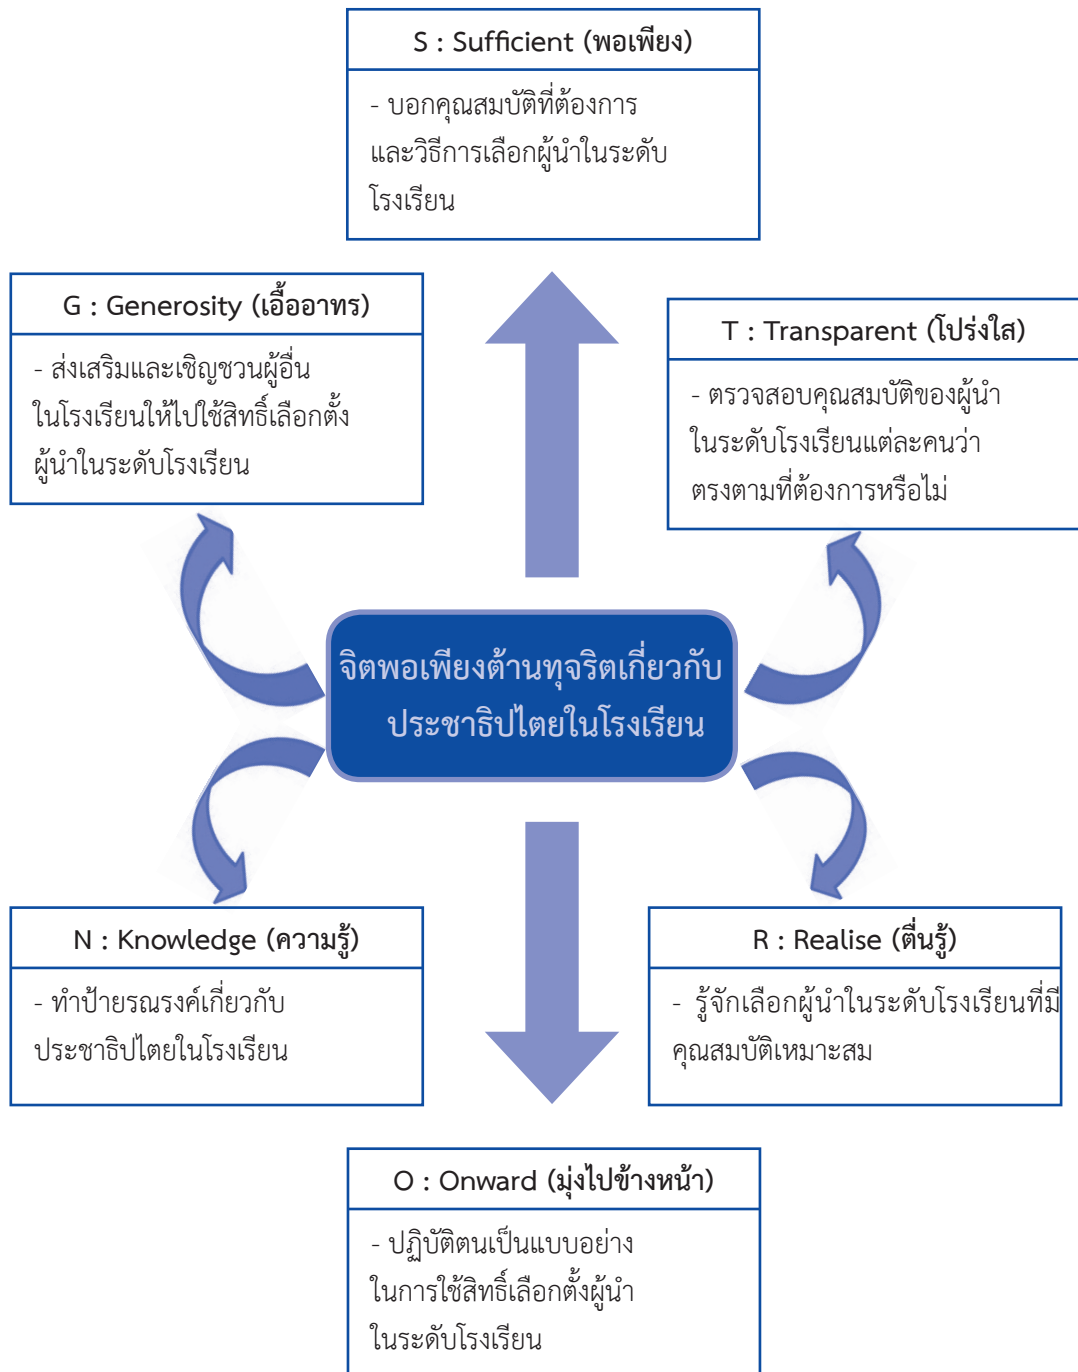 S : Sufficient (พอเพียง)
- บอกคุณสมบัติที่ต้องการ
และวิธีการเลือกผู้นำในระดับ
โรงเรียน
G : Generosity (เอื้ออาทร)
- ส่งเสริมและเชิญชวนผู้อื่น
ในโรงเรียนให้ไปใช้สิทธิ์เลือกตั้ง
ผู้นำในระดับโรงเรียน
T : Transparent (โปร่งใส)
- ตรวจสอบคุณสมบัติของผู้นำ
ในระดับโรงเรียนแต่ละคนว่า
ตรงตามที่ต้องการหรือไม่
จิตพอเพียงต้านทุจริตเกี่ยวกับ
ประชาธิปไตยในโรงเรียน
N : Knowledge (ความรู้)
- ทำป้ายรณรงค์เกี่ยวกับ
ประชาธิปไตยในโรงเรียน
R : Realise (ตื่นรู้)
- รู้จักเลือกผู้นำในระดับโรงเรียนที่มี
คุณสมบัติเหมาะสม
O : Onward (มุ่งไปข้างหน้า)
- ปฏิบัติตนเป็นแบบอย่าง
ในการใช้สิทธิ์เลือกตั้งผู้นำ
ในระดับโรงเรียน